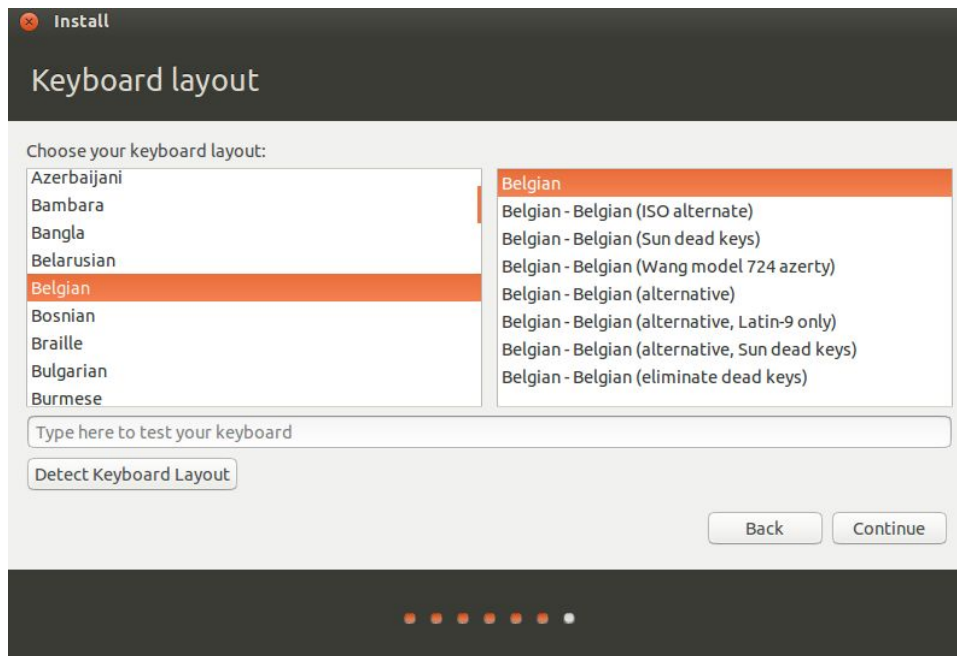 Install
Keyboard layout
Choose your keyboard layout:
Azerbaijani
Bambara
Bangla
Belarusian
Belgian
Bosnian
Braille
Bulgarian
Burmese
Belgian
Belgian - Belgian (ISO alternate)
Belgian - Belgian (Sun dead keys)
Belgian - Belgian (Wang model 724 azerty)
Belgian - Belgian (alternative)
Belgian - Belgian (alternative, Latin-9 only)
Belgian - Belgian (alternative, Sun dead keys)
Belgian - Belgian (eliminate dead keys)
Type here to test your keyboard
Detect Keyboard Layout
Back
Continue